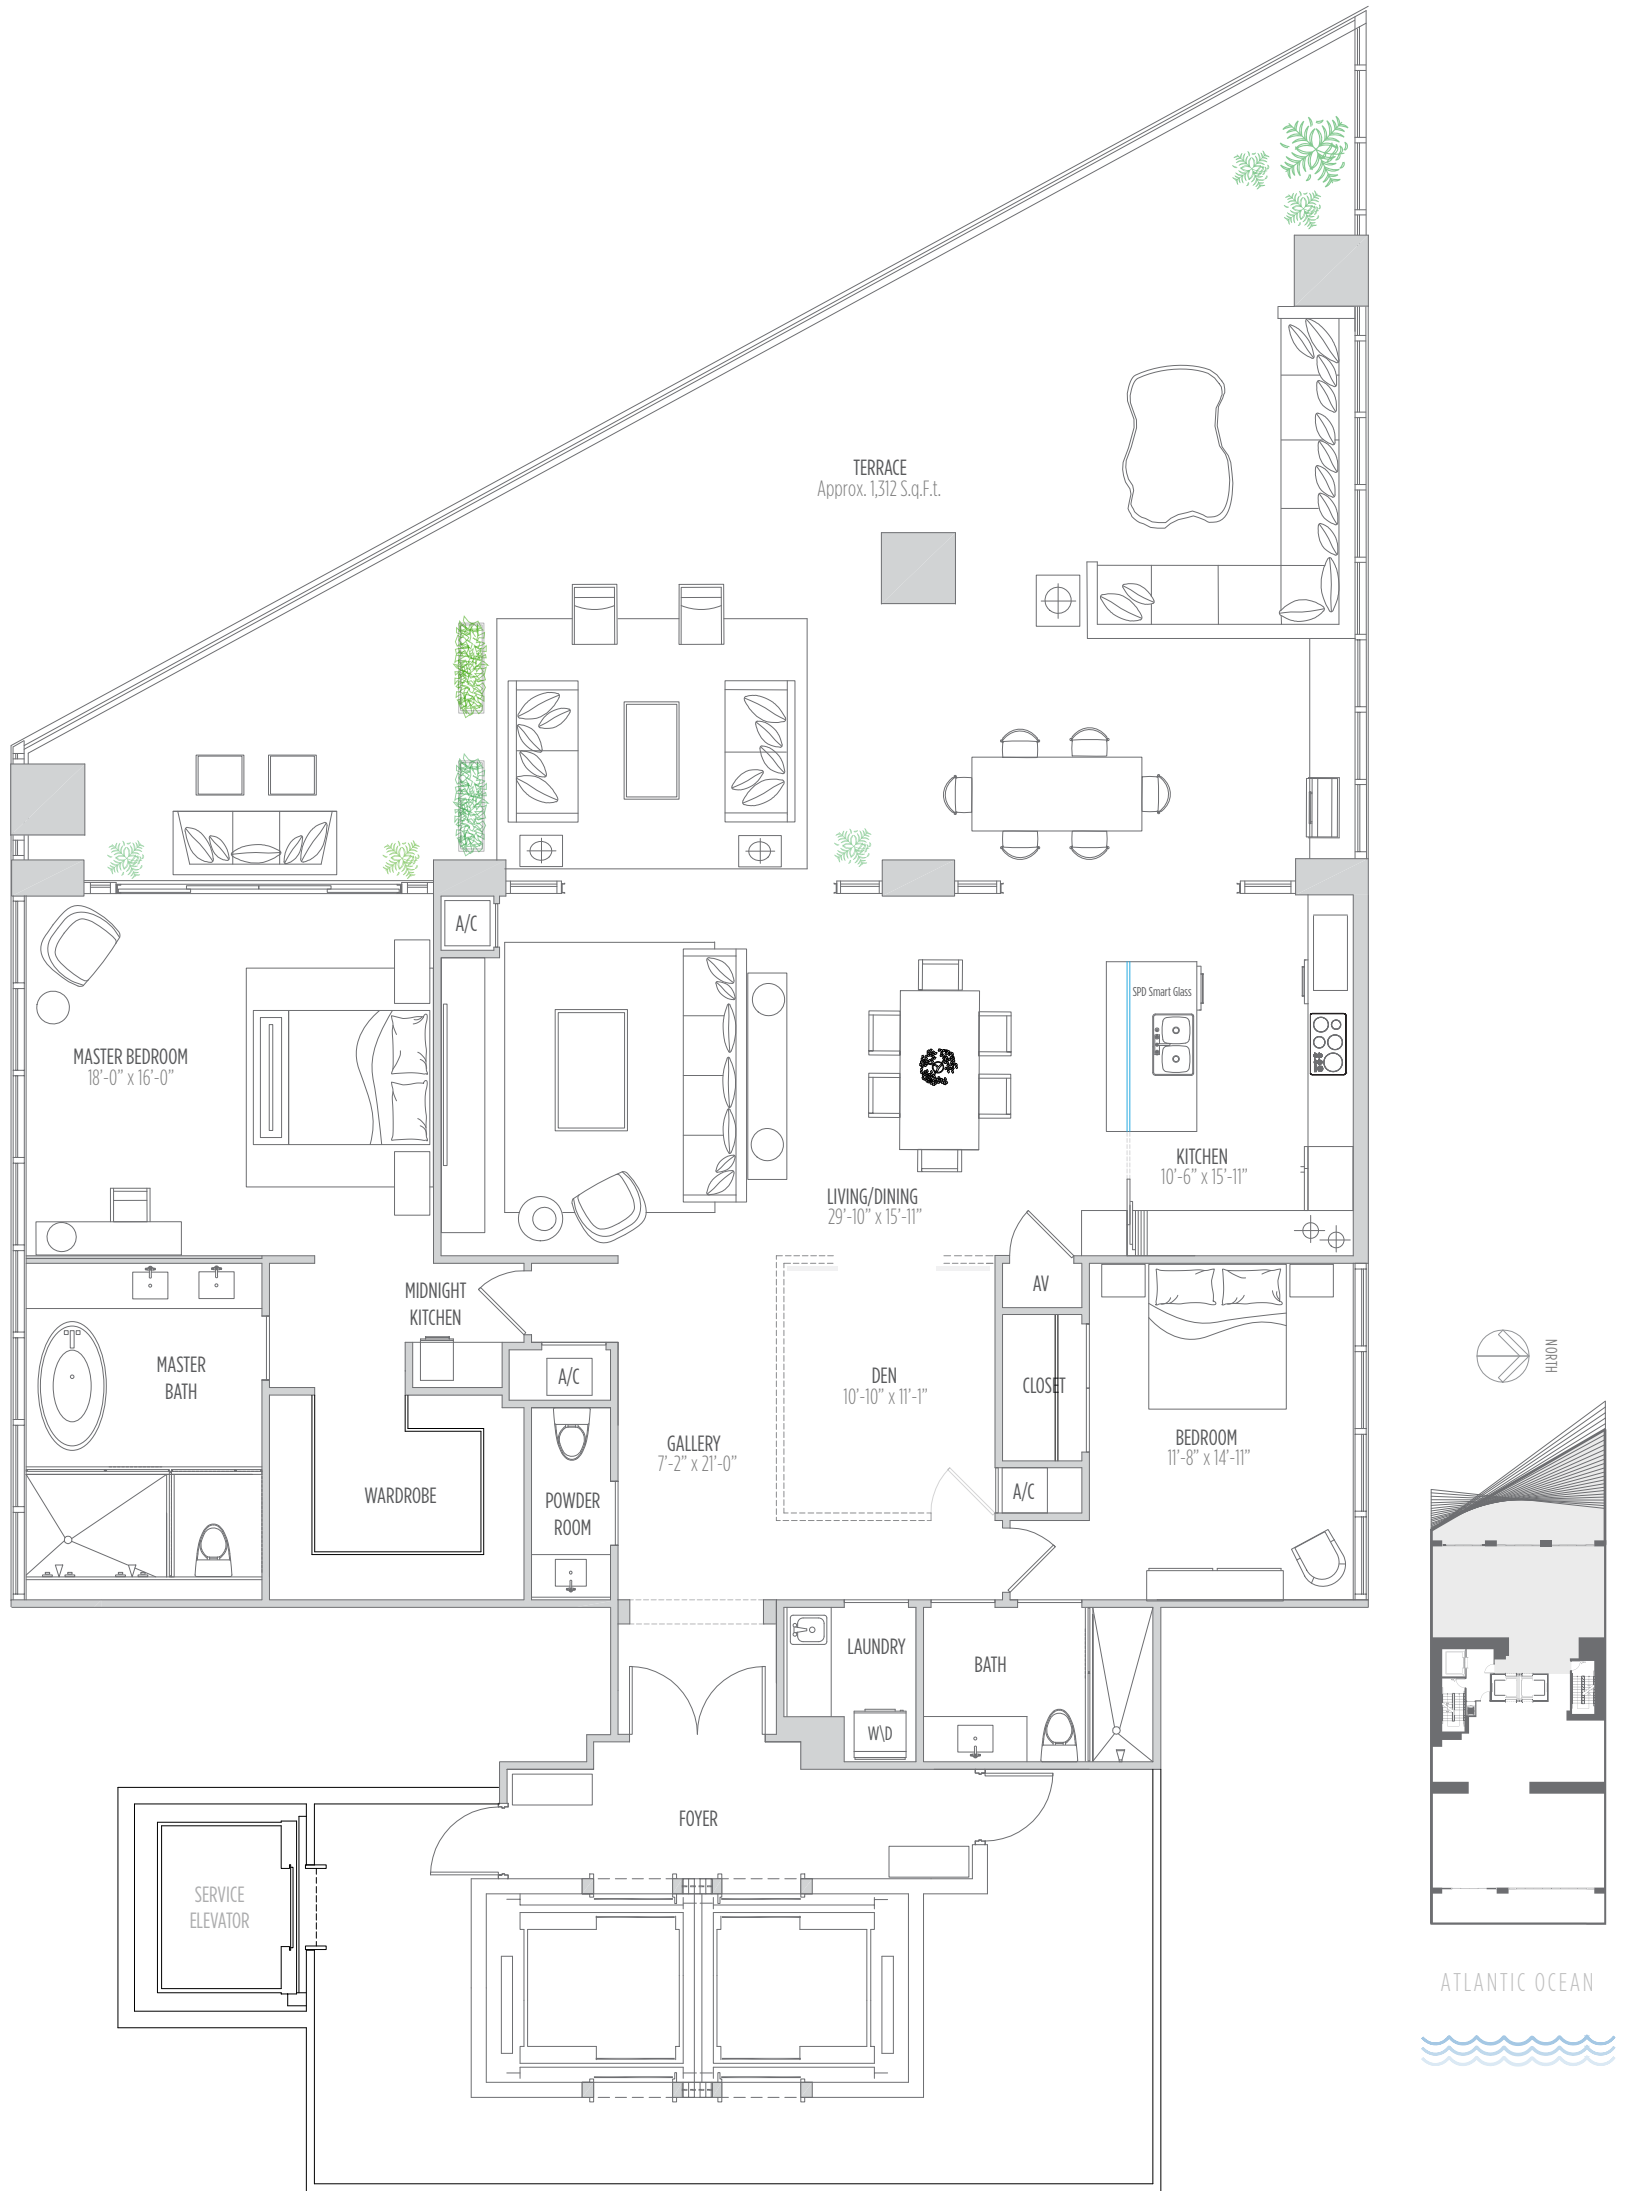 TERRACE
Approx. 1,312 S.q.F.t.
A/C
SPD Smart Glass
MASTER BEDROOM
18'-0" x 16'-0"
KITCHEN
10'-6" x 15'-11"
LIVING/DINING
29'-10" x 15'-11"
MIDNIGHT
KITCHEN
AV
MASTER
BATH
A/C
DEN
10'-10" x 11'-1"
CLOSET
NORTH
GALLERY
7'-2" x 21'-0"
BEDROOM
11'-8" x 14'-11"
WARDROBE
POWDER
ROOM
A/C
LAUNDRY
BATH
W\D
FOYER
SERVICE
ELEVATOR
ATLANTIC OCEAN